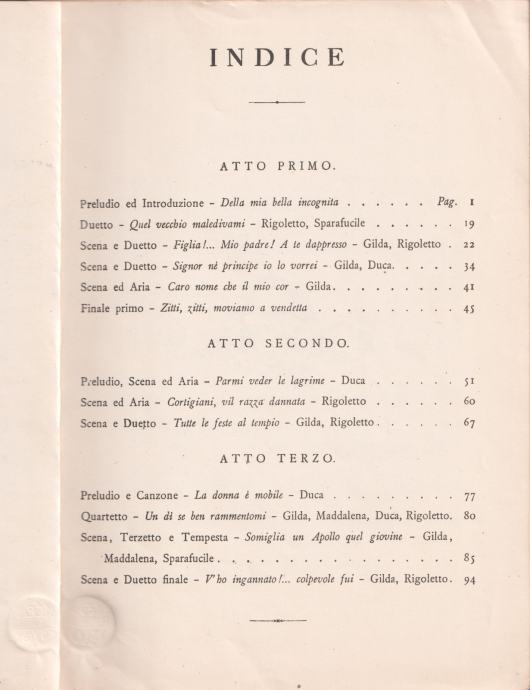 INDICE
ATTO PRIMO.
Preludio ed Introduzione – Della mia bella incognita . . . . . . Pag. 1
Duetto – Quel vecchio maledivami – Rigoletto, Sparafucile . . . . . . 19
Scena e Duetto – Figlia!... Mio padre! A te dappresso – Gilda, Rigoletto . 22
Scena e Duetto – Signor nè principe io lo vorrei – Gilda, Duca. . . . . 34
Scena ed Aria – Caro nome che il mio cor – Gilda. . . . . . . . . 41
Finale primo – Zitti, zitti, moviamo a vendetta . . . . . . . . . . 45
ATTO SECONDO.
Preludio, Scena ed Aria – Parmi veder le lagrime – Duca . . . . . . 51
Scena ed Aria – Cortigiani, vil razza dannata – Rigoletto . . . . . . 60
Scena e Duetto – Tutte le feste al tempio – Gilda, Rigoletto. . . . . . 67
ATTO TERZO.
Preludio e Canzone – La donna è mobile – Duca . . . . . . . . . 77
Quartetto – Un dì se ben rammentomi – Gilda, Maddalena, Duca, Rigoletto. 80
Scena, Terzetto e Tempesta – Somiglia un Apollo quel giovine – Gilda,
Maddalena, Sparafucile . . . . . . . . . . . . . . . . 85
Scena e Duetto finale – V'ho ingannato!... colpevole fui – Gilda, Rigoletto. 94